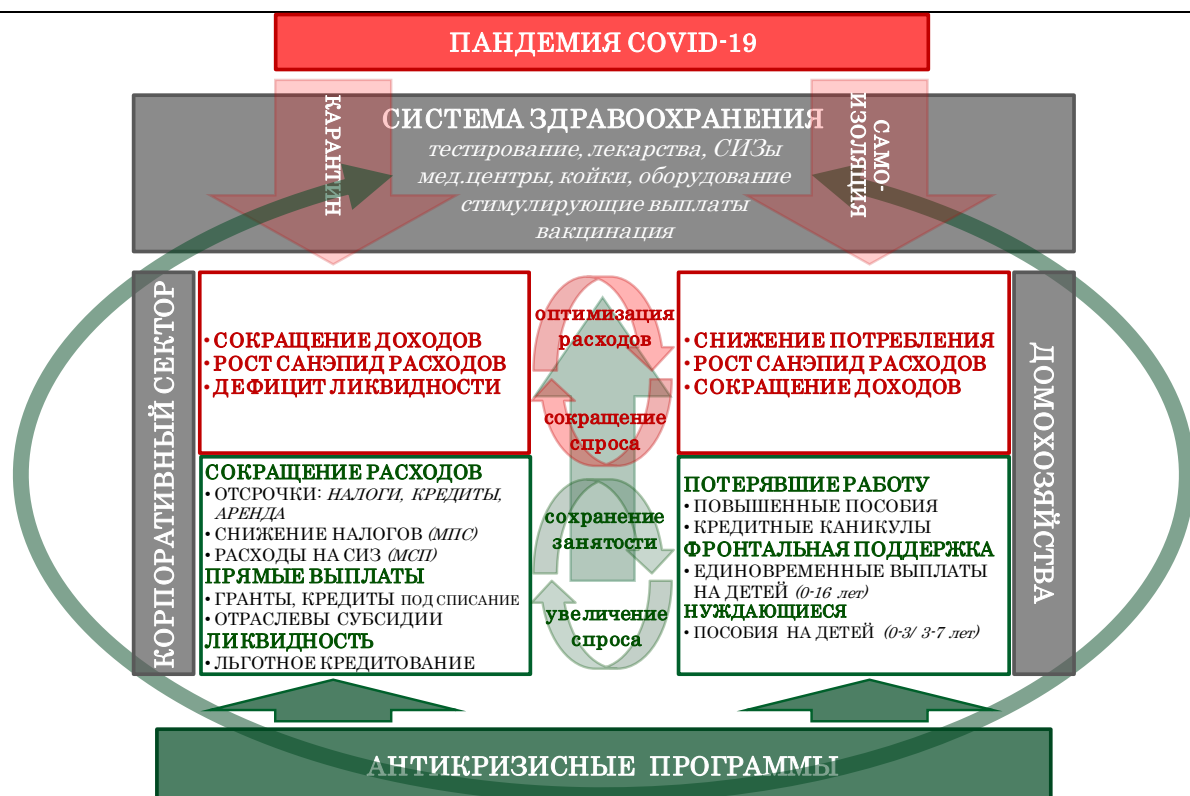 ПАНДЕМИЯ COVID-19
КАРАНТИН
СИСТЕМА ЗДРАВООХРАНЕНИЯ
тестирование, лекарства, СИЗы
мед.центры, койки, оборудование
стимулирующие выплаты
вакцинация
САМО-
ИЗОЛЯЦИЯ
КОРПОРАТИВНЫЙ СЕКТОР
• СОКРАЩЕНИЕ ДОХОДОВ
• РОСТ САНЭПИД РАСХОДОВ
• ДЕФИЦИТ ЛИКВИДНОСТИ
оптимизация
расходов
сокращение
спроса
• СНИЖЕНИЕ ПОТРЕБЛЕНИЯ
• РОСТ САНЭПИД РАСХОДОВ
• СОКРАЩЕНИЕ ДОХОДОВ
ДОМОХОЗЯЙСТВА
СОКРАЩЕНИЕ РАСХОДОВ
• ОТСРОЧКИ: НАЛОГИ, КРЕДИТЫ,
АРЕНДА
• СНИЖЕНИЕ НАЛОГОВ (МПС)
• РАСХОДЫ НА СИЗ (МСП)
ПРЯМЫЕ ВЫПЛАТЫ
• ГРАНТЫ, КРЕДИТЫ ПОД СПИСАНИЕ
• ОТРАСЛЕВЫ СУБСИДИИ
ЛИКВИДНОСТЬ
• ЛЬГОТНОЕ КРЕДИТОВАНИЕ
сохранение
занятости
увеличение
спроса
ПОТЕРЯВШИЕ РАБОТУ
• ПОВЫШЕННЫЕ ПОСОБИЯ
• КРЕДИТНЫЕ КАНИКУЛЫ
ФРОНТАЛЬНАЯ ПОДДЕРЖКА
• ЕДИНОВРЕМЕННЫЕ ВЫПЛАТЫ
НА ДЕТЕЙ (0-16 лет)
НУЖДАЮЩИЕСЯ
• ПОСОБИЯ НА ДЕТЕЙ (0-3/ 3-7 лет)
АНТИКРИЗИСНЫЕ ПРОГРАММЫ